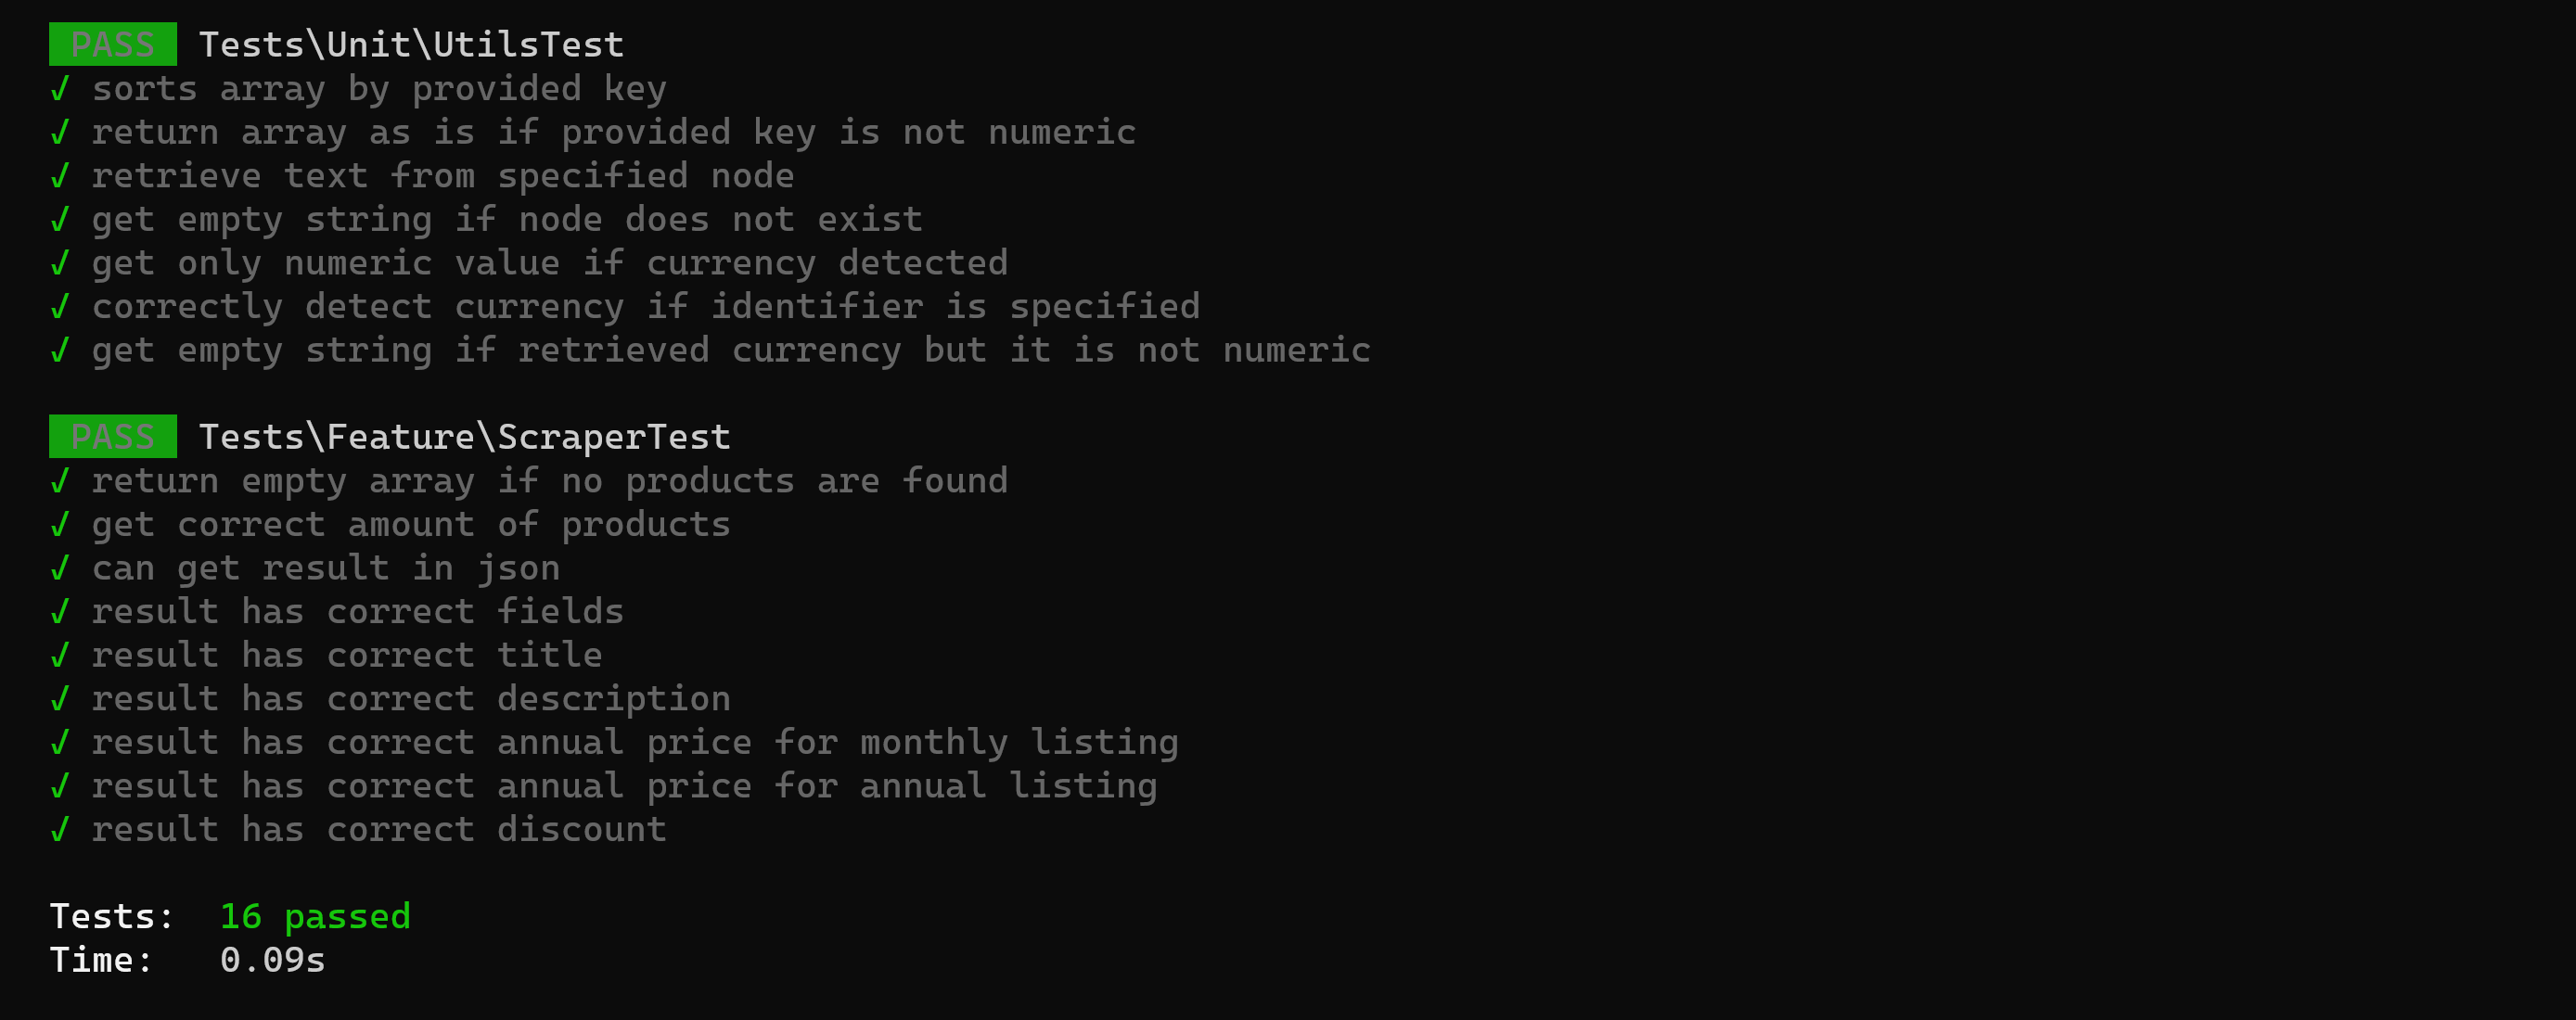 PASS Tests\Unit\UtilsTest
✓ sorts array by provided key
✓ return array as is if provided key is not numeric
✓ retrieve text from specified node
✓ get empty string if node does not exist
✓ get only numeric value if currency detected
✓ correctly detect currency if identifier is specified
✓ get empty string if retrieved currency but it is not numeric
PASS Tests\Feature\ScraperTest
✓ return empty array if no products are found
✓ get correct amount of products
✓ can get result in json
✓ result has correct fields
✓ result has correct title
✓ result has correct description
✓ result has correct annual price for monthly listing
✓ result has correct annual price for annual listing
✓ result has correct discount
Tests:  16 passed
Time:   0.09s